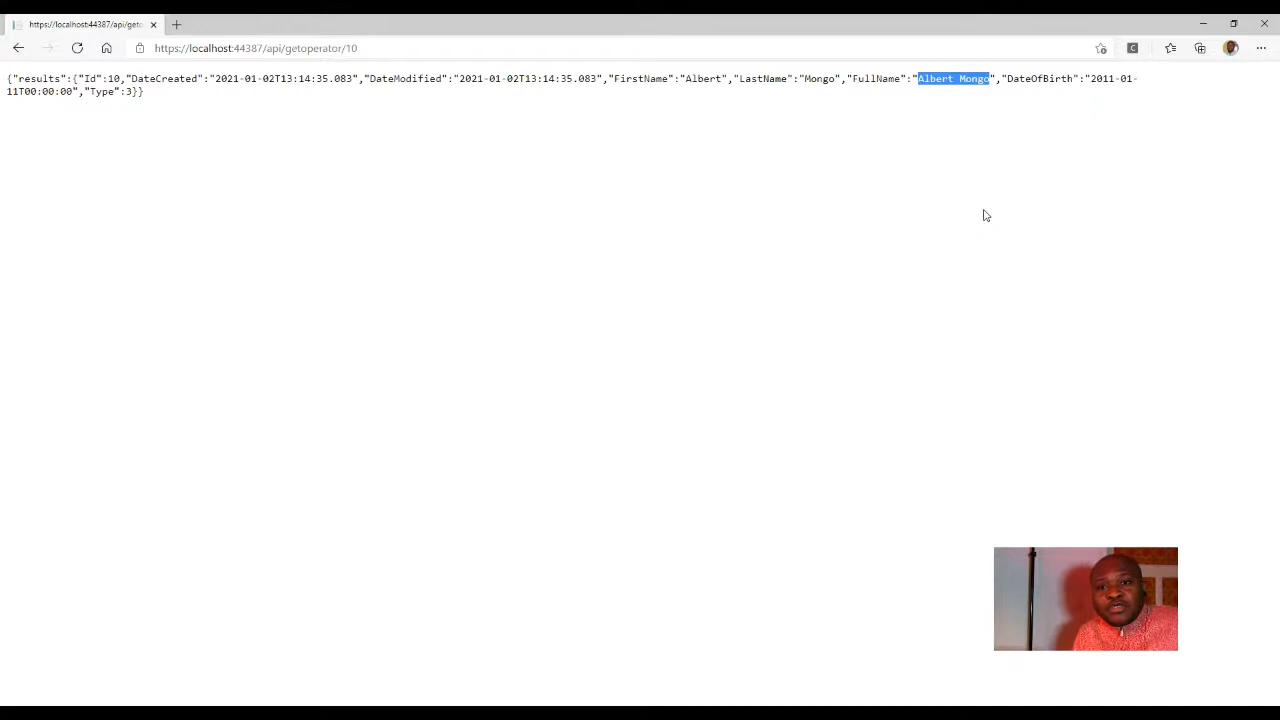 https://localhost:44387/api/geto
https://localhost:44387/api/getoperator/10
{"results":{"Id":10,"DateCreated":"2021-01-02T13:14:35.083","DateModified":"2021-01-02T13:14:35.083","FirstName":"Albert","LastName":"Mongo","FullName":"Albert Mongo","DateOfBirth":"2011-01-
11T00:00:00","Type":3}}